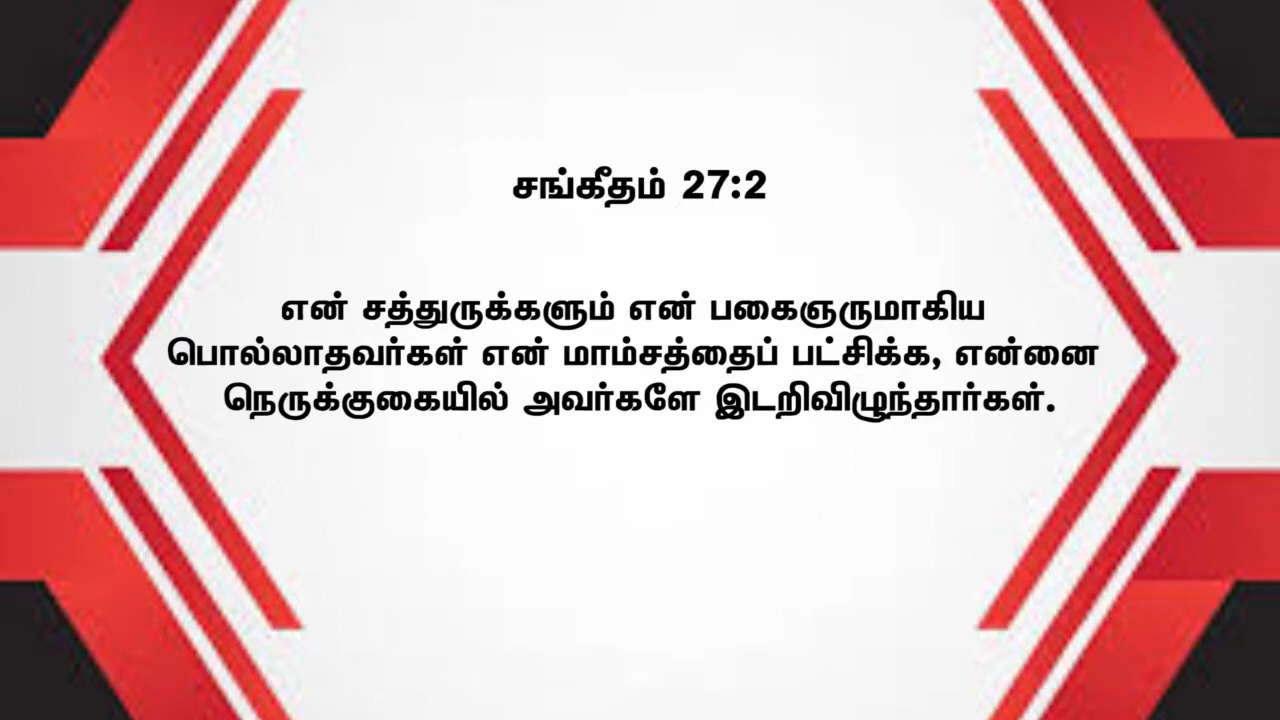 சங்கீதம் 27:2
என் சத்துருக்களும் என் பகைஞருமாகிய
பொல்லாதவர்கள் என் மாம்சத்தைப் பட்சிக்க, என்னை
நெருக்குகையில் அவர்களே இடறிவிழுந்தார்கள்.